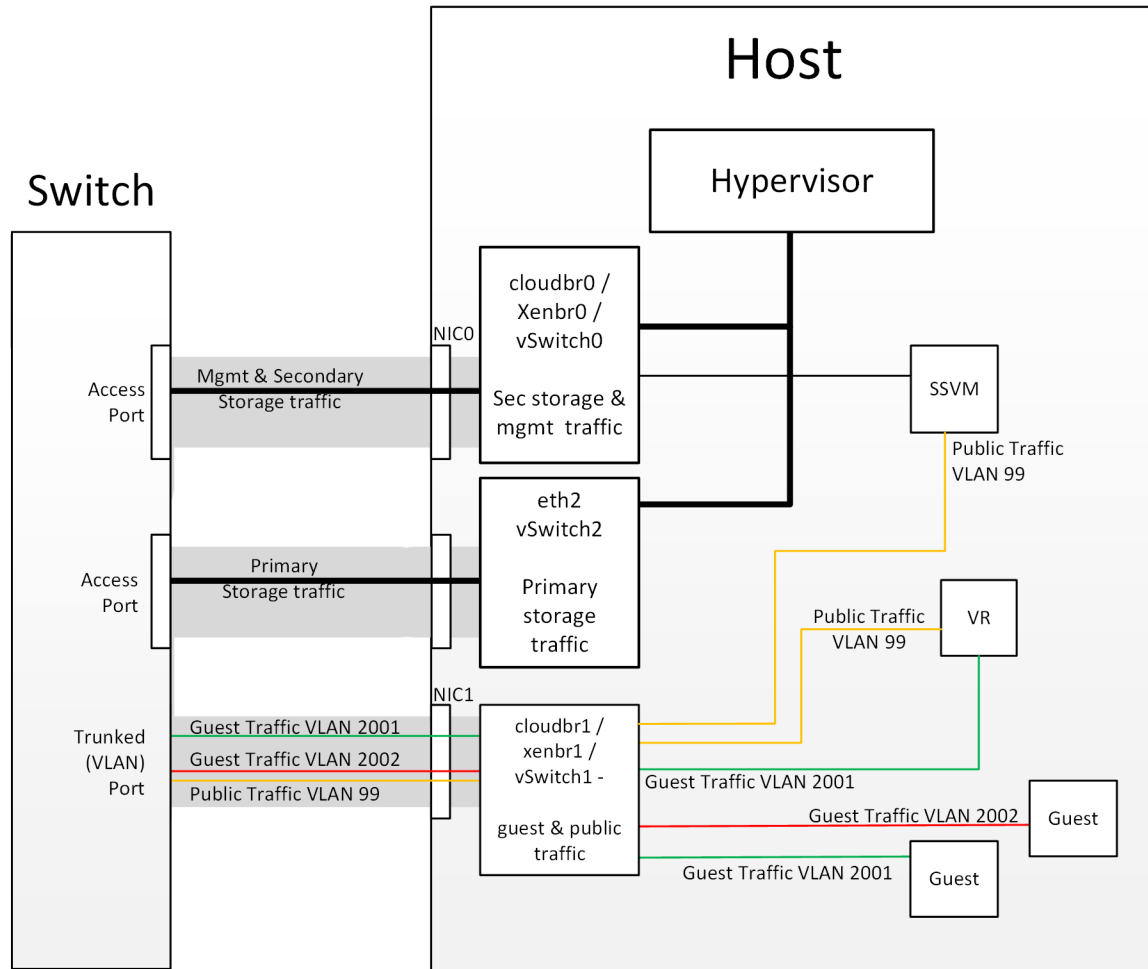 Host
Switch
Hypervisor
cloudbr0 /
Xenbr0 /
vSwitch0
Sec storage &
mgmt traffic
NIC0
Access
Port
Mgmt & Secondary
Storage traffic
SSVM
Public Traffic
VLAN 99
eth2
vSwitch2
Primary
storage
traffic
Access
Port
Primary
Storage traffic
Public Traffic
VLAN 99
VR
NIC1
Trunked
(VLAN)
Port
Guest Traffic VLAN 2001
Guest Traffic VLAN 2002
Public Traffic VLAN 99
cloudbr1 /
xenbr1 /
vSwitch1 -
guest & public
traffic
Guest Traffic VLAN 2001
Guest Traffic VLAN 2002
Guest
Guest Traffic VLAN 2001
Guest